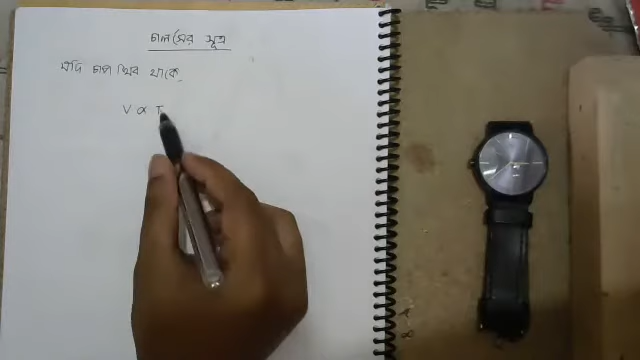 চার্লসের সূত্র
যদি চাপ স্থির থাকে
V ∝ T